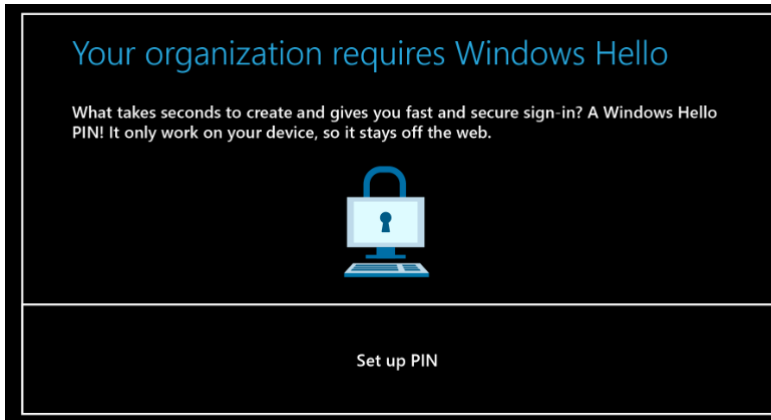 Your organization requires Windows Hello
What takes seconds to create and gives you fast and secure sign-in? A Windows Hello
PIN! It only work on your device, so it stays off the web.
Set up PIN